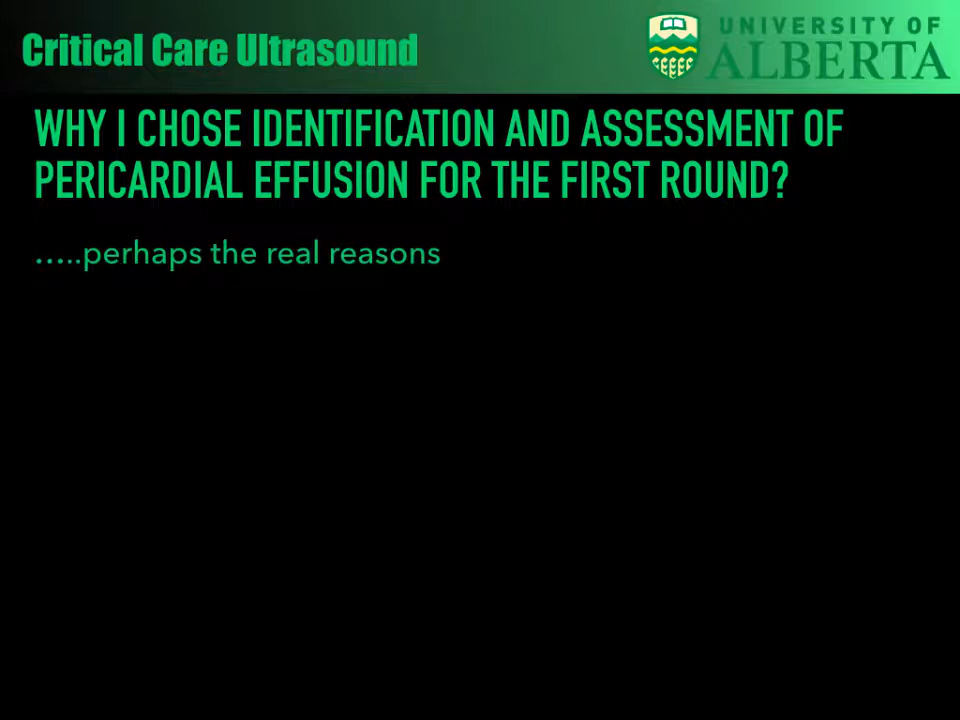 Critical Care Ultrasound
UNIVERSITY OF
ALBERTA
WHY I CHOSE IDENTIFICATION AND ASSESSMENT OF
PERICARDIAL EFFUSION FOR THE FIRST ROUND?
…..perhaps the real reasons